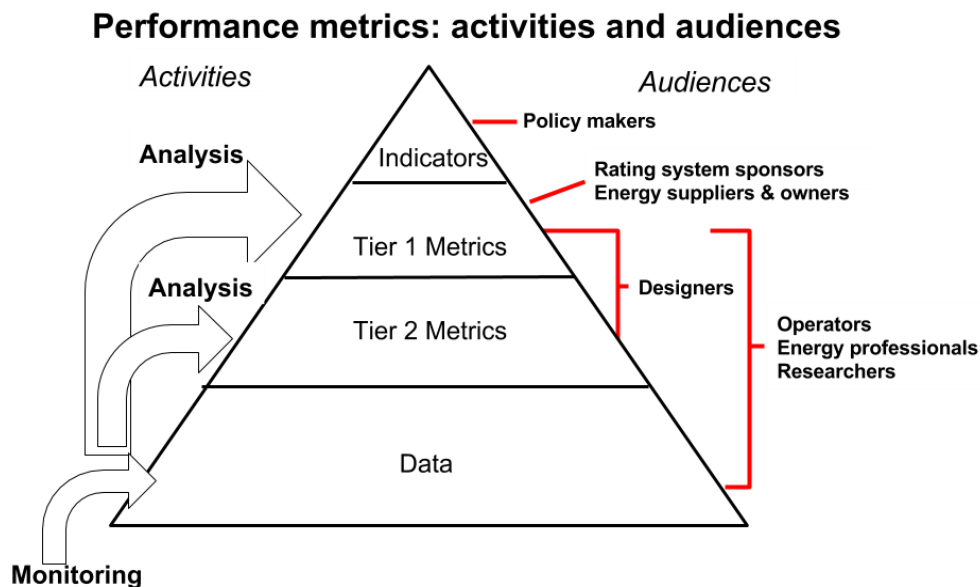 Performance metrics: activities and audiences
Activities
Audiences
Policy makers
Analysis
Indicators
Rating system sponsors
Energy suppliers & owners
Tier 1 Metrics
Analysis
Designers
Tier 2 Metrics
Operators
Energy professionals
Researchers
Data
Monitoring